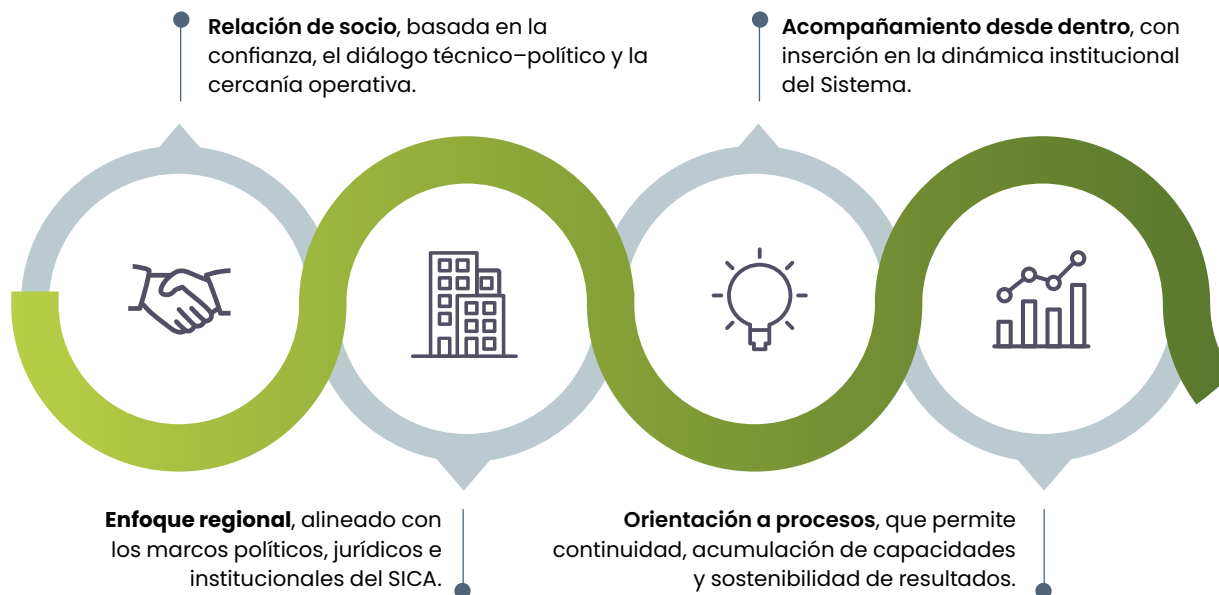 Relación de socio, basada en la
confianza, el diálogo técnico–político y la
cercanía operativa.
Acompañamiento desde dentro, con
inserción en la dinámica institucional
del Sistema.
Enfoque regional, alineado con
los marcos políticos, jurídicos e
institucionales del SICA.
Orientación a procesos, que permite
continuidad, acumulación de capacidades
y sostenibilidad de resultados.